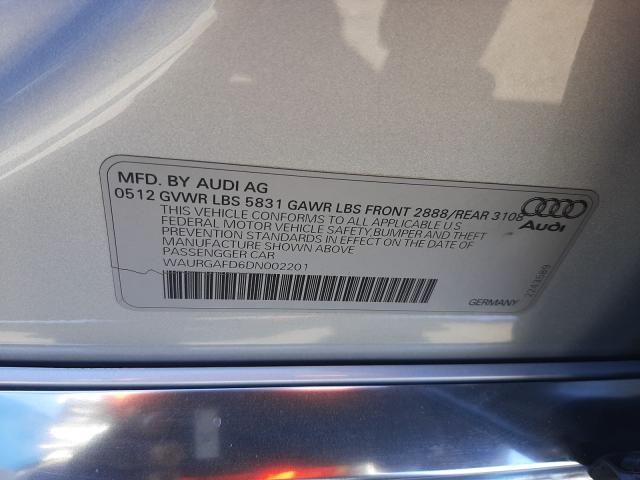 MFD. BY AUDI AG
0512 GVWR LBS 5831 GAWR LBS FRONT 2888/REAR 3108
THIS VEHICLE CONFORMS TO ALL APPLICABLE U S
FEDERAL MOTOR VEHICLE SAFETY, BUMPER AND THEFT
PREVENTION STANDARDS IN EFFECT ON THE DATE OF
MANUFACTURE SHOWN ABOVE
PASSENGGER CAR
WAURGAFD6DN002201
Audi
GERMANY
2743589